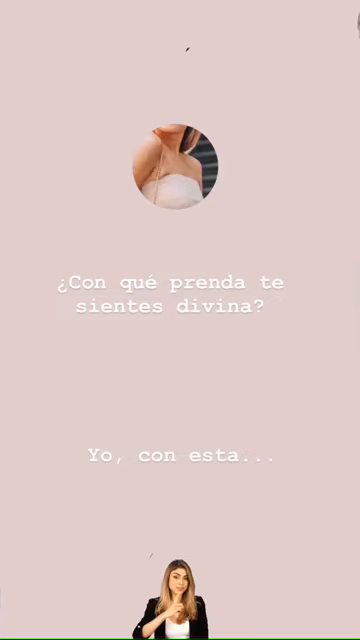 ¿Con qué prenda te
sientes divina?
Yo, con esta...